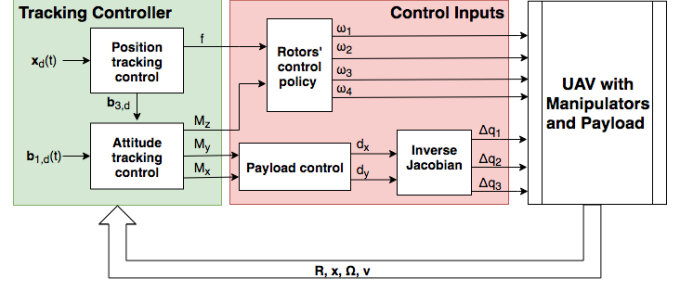 Tracking Controller
Control Inputs
x_d(t)
Position
tracking
control
f
b_3,d
b_1,d(t)
Attitude
tracking
control
M_z
M_y
M_x
Rotors'
control
policy
ω_1
ω_2
ω_3
ω_4
Payload control
d_x
d_y
Inverse
Jacobian
Δq_1
Δq_2
Δq_3
UAV with
Manipulators
and Payload
R, x, Ω, v